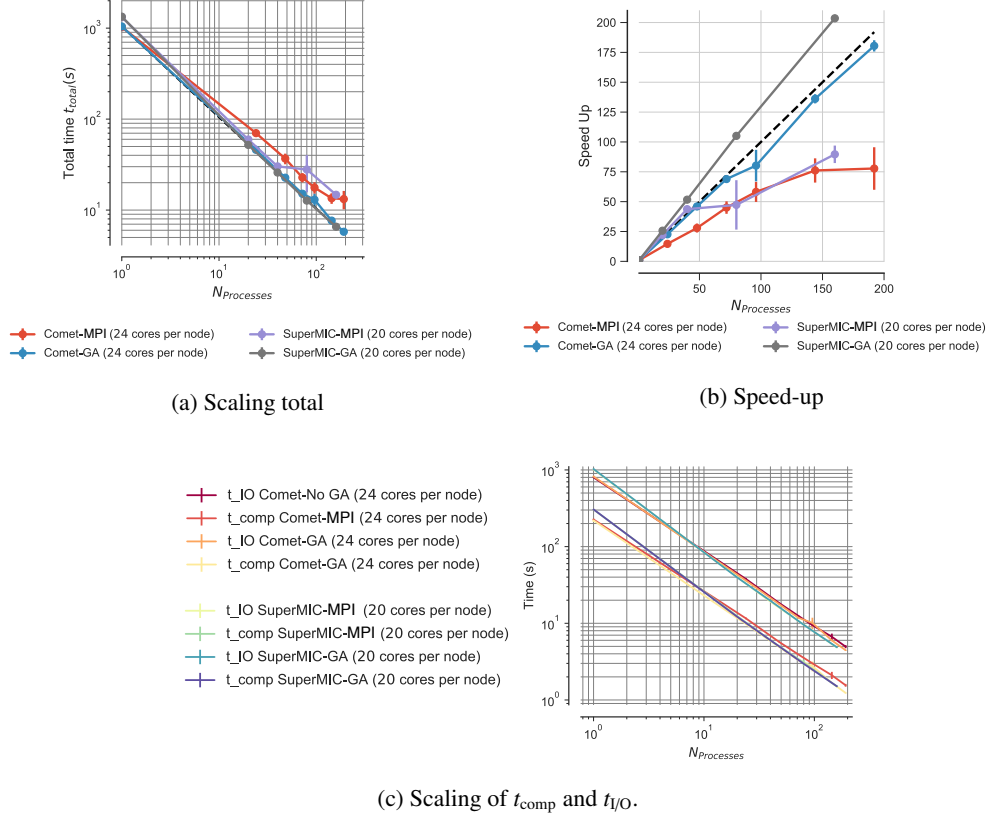 10^3
10^2
10^1
Total time t_total(s)
10^0
10^1
10^2
N_Processes
Comet-MPI (24 cores per node)
Comet-GA (24 cores per node)
SuperMIC-MPI (20 cores per node)
SuperMIC-GA (20 cores per node)
(a) Scaling total
200
175
150
125
100
75
50
25
0
Speed Up
50
100
150
200
N_Processes
Comet-MPI (24 cores per node)
Comet-GA (24 cores per node)
SuperMIC-MPI (20 cores per node)
SuperMIC-GA (20 cores per node)
(b) Speed-up
t_IO Comet-No GA (24 cores per node)
t_comp Comet-MPI (24 cores per node)
t_IO Comet-GA (24 cores per node)
t_comp Comet-GA (24 cores per node)
t_IO SuperMIC-MPI (20 cores per node)
t_comp SuperMIC-MPI (20 cores per node)
t_IO SuperMIC-GA (20 cores per node)
t_comp SuperMIC-GA (20 cores per node)
10^3
10^2
10^1
10^0
Time (s)
10^0
10^1
10^2
N_Processes
(c) Scaling of t_comp and t_I/O.